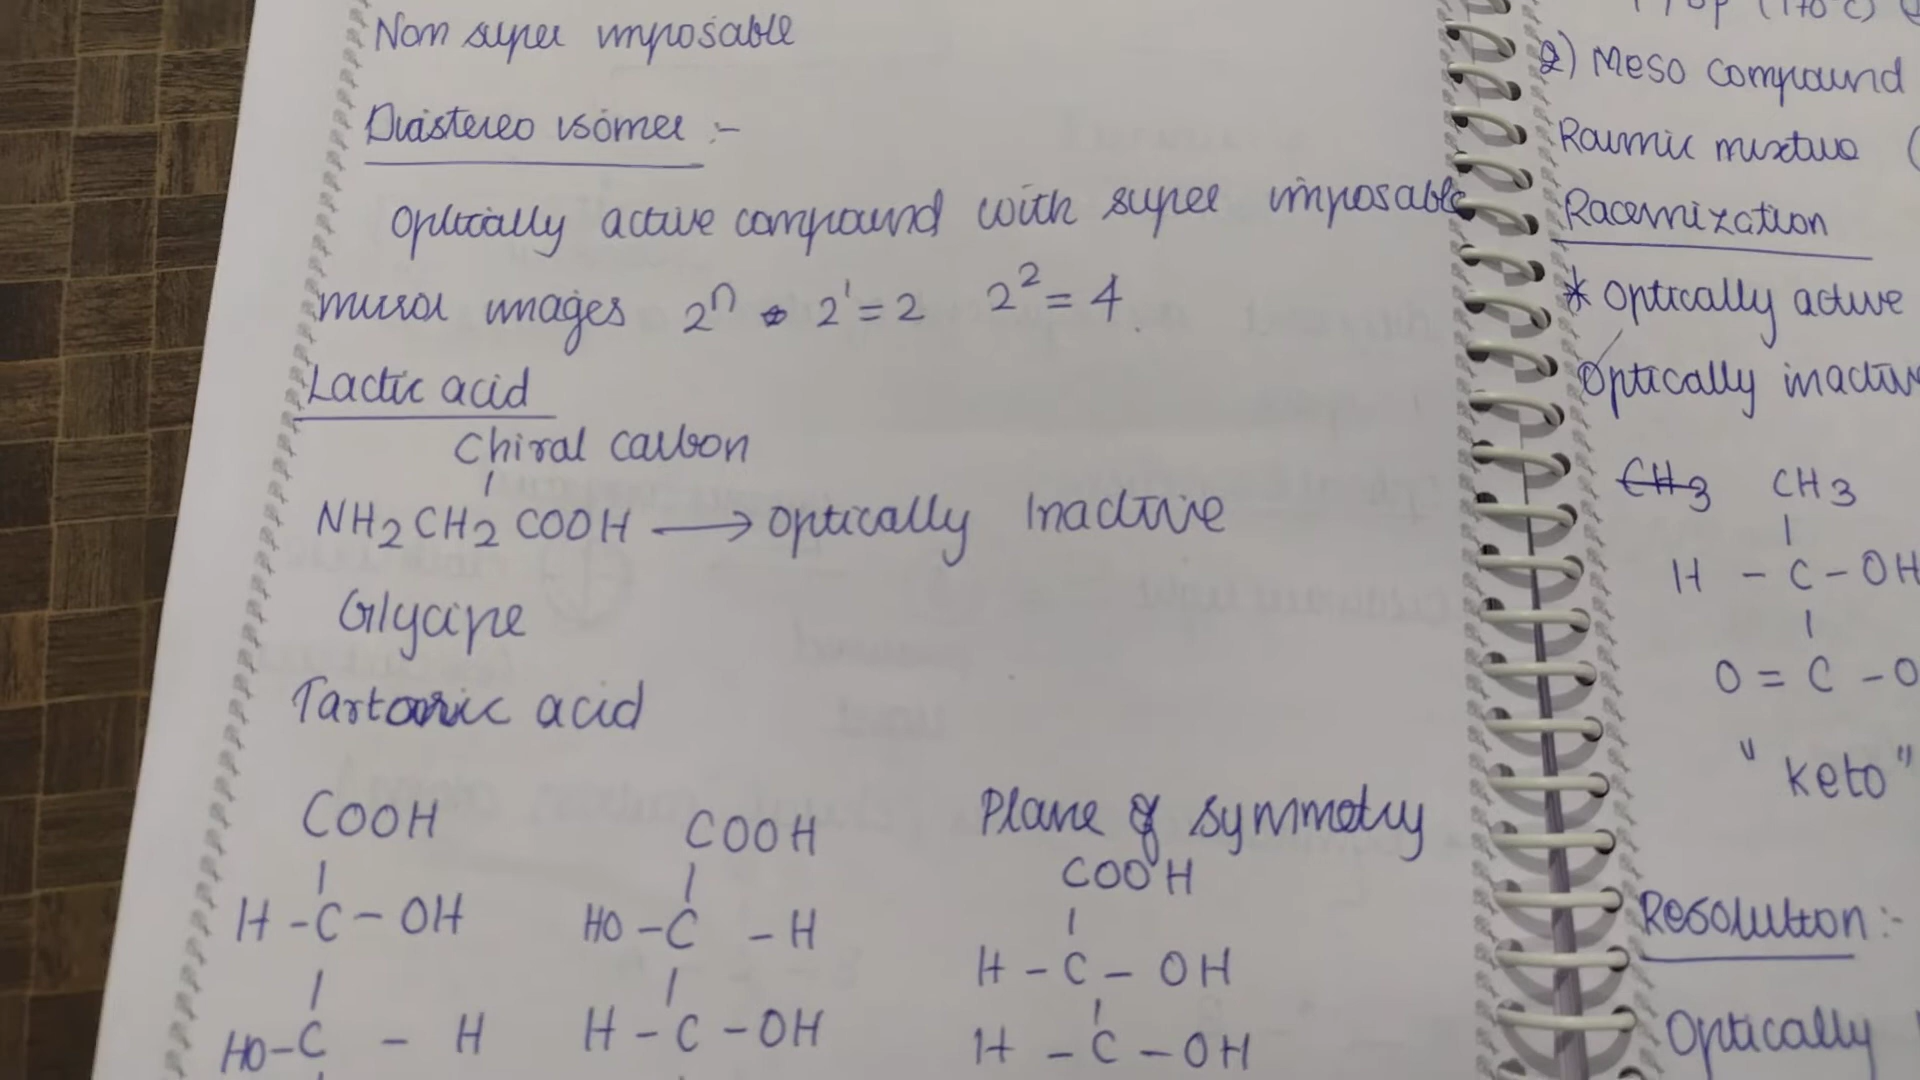 Non super imposable
Diastereo isomer :-
Optically active compound with super imposable
mirror images 2ⁿ 2¹ = 2 2² = 4.
Lactic acid
Chiral carbon
NH₂CH₂COOH → Optically Inactive
Glycine
Tartaric acid
COOH
H - C - OH
HO - C - H
COOH
HO - C - H
H - C - OH
Plane of symmetry
COOH
H - C - OH
H - C - OH
2) Meso compound
Racemic mixture
Racemization
* Optically active
Optically inactiv
CH3 CH3
H - C - OH
O = C - O
"Keto"
Resolution :-
Optically